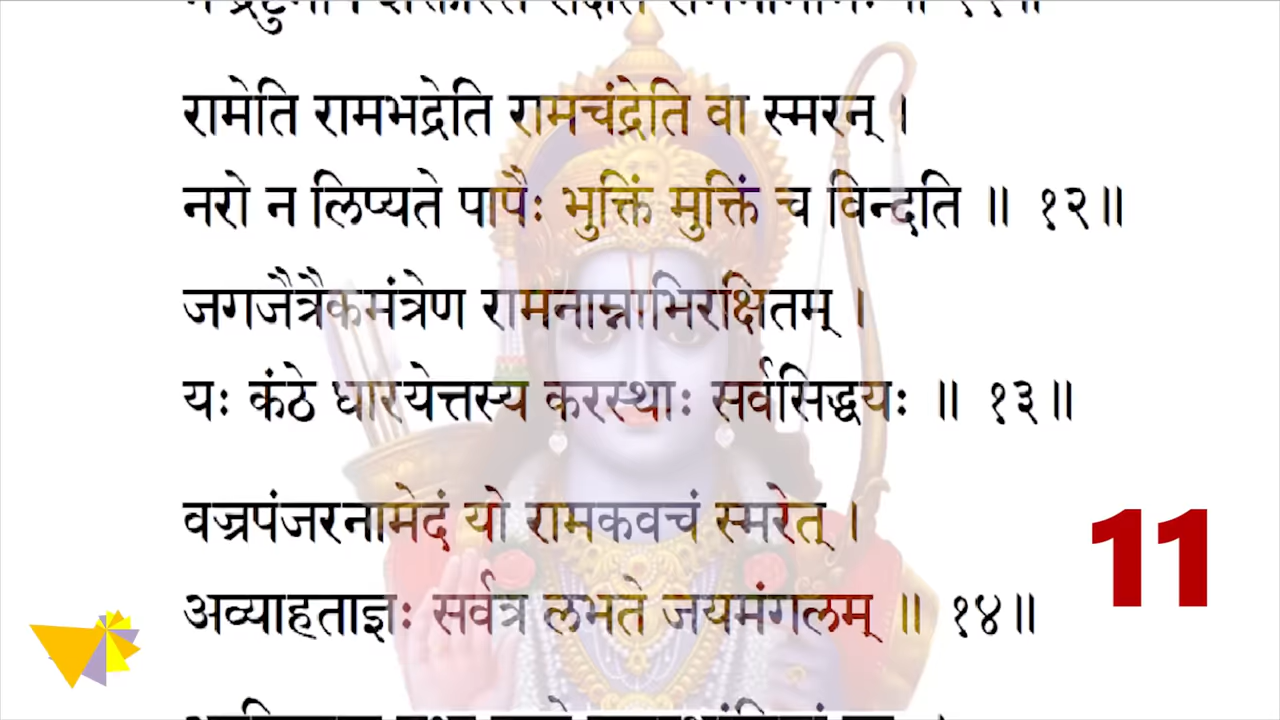 रामेति रामभद्रेति रामचंद्रेति वा स्मरन् ।
नरो न लिप्यते पापैः भुक्तिं मुक्तिं च विन्दति ॥ १२॥
जगजैत्रैकमंत्रेण रामनाम्नाभिरक्षितम् ।
यः कंठे धारयेत्तस्य करस्थाः सर्वसिद्धयः ॥ १३॥
वज्रपंजरनामेदं यो रामकवचं स्मरेत् ।
अव्याहताज्ञः सर्वत्र लभते जयमंगलम् ॥ १४॥
11